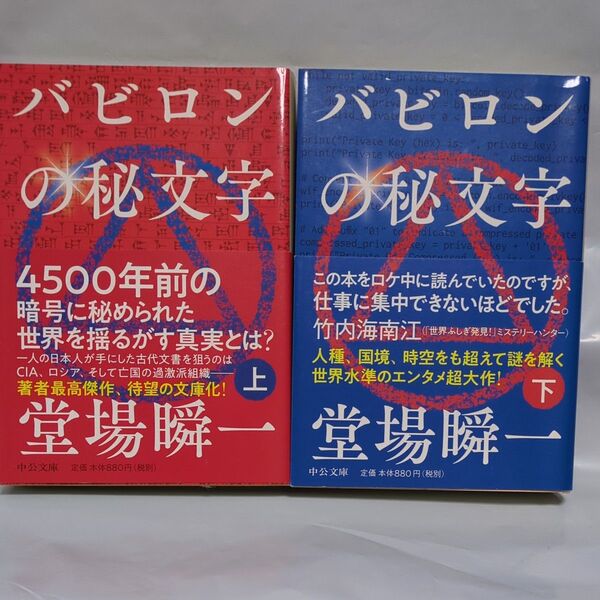 バビロン
の秘文字
4500年前の
暗号に秘められた
世界を揺るがす真実とは?
一人の日本人が手にした古代文書を狙うのは
CIA、ロシア、そして亡国の過激派組織――
著者最高傑作、待望の文庫化!
上
堂場瞬一
中公文庫 定価 本体880円(税別)
バビロン
の秘文字
print("Private Key (hex) is: ", private_key)
この本をロケ中に読んでいたのですが、
仕事に集中できないほどでした。
竹内海南江(「世界ふしぎ発見!」ミステリーハンター)
人種、国境、時空をも超えて謎を解く
世界水準のエンタメ超大作!
下
堂場瞬一
中公文庫 定価 本体880円(税別)